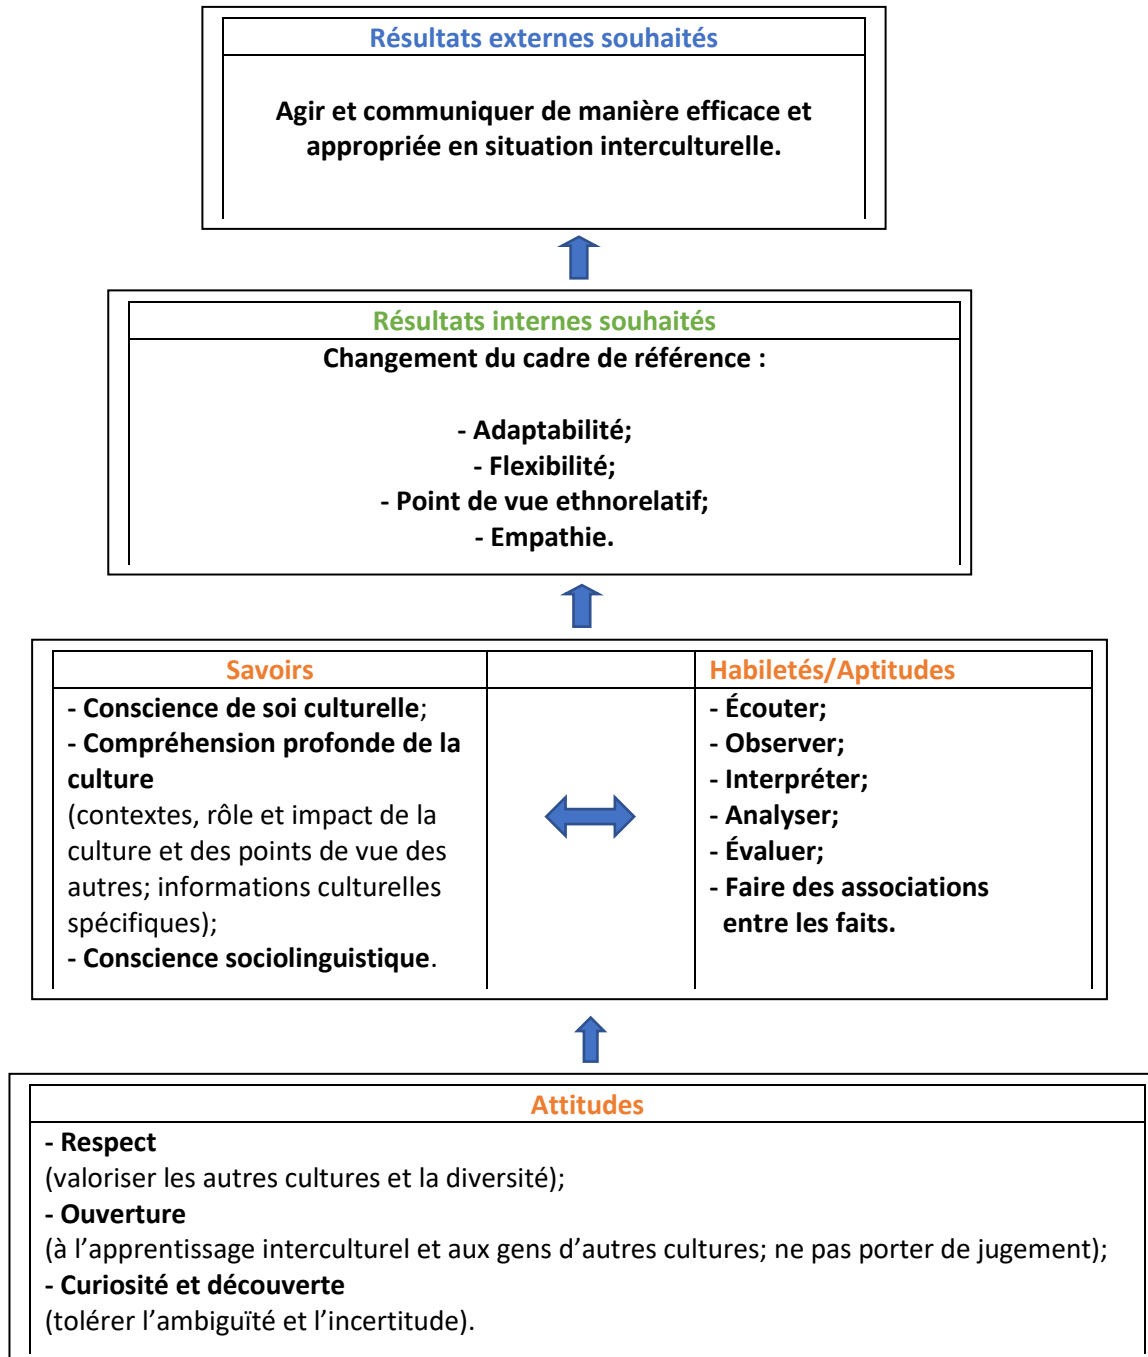 Résultats externes souhaités
Agir et communiquer de manière efficace et
appropriée en situation interculturelle.
Résultats internes souhaités
Changement du cadre de référence :
- Adaptabilité;
- Flexibilité;
- Point de vue ethnorelatif;
- Empathie.
Savoirs
- Conscience de soi culturelle;
- Compréhension profonde de la
culture
(contextes, rôle et impact de la
culture et des points de vue des
autres; informations culturelles
spécifiques);
- Conscience sociolinguistique.
Habiletés/Aptitudes
- Écouter;
- Observer;
- Interpréter;
- Analyser;
- Évaluer;
- Faire des associations
entre les faits.
Attitudes
- Respect
(valoriser les autres cultures et la diversité);
- Ouverture
(à l’apprentissage interculturel et aux gens d’autres cultures; ne pas porter de jugement);
- Curiosité et découverte
(tolérer l’ambiguïté et l’incertitude).